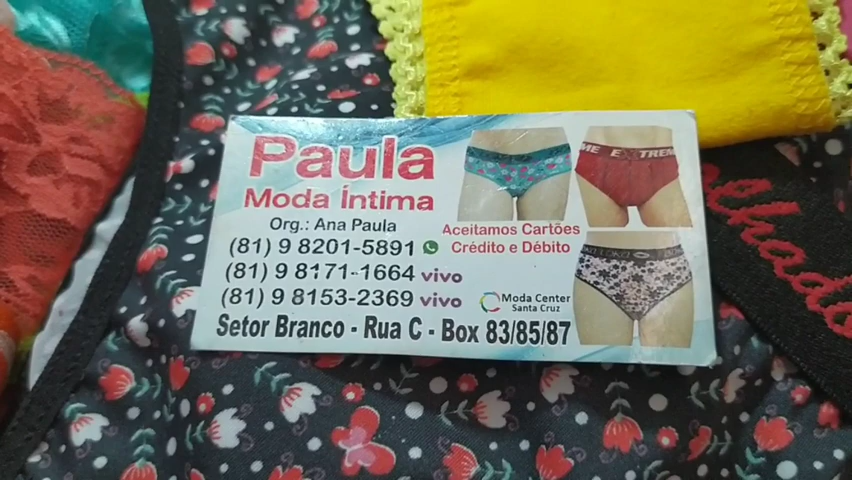 Paula
Moda Íntima
Org.: Ana Paula
(81) 9 8201-5891
(81) 9 8171-1664 vivo
(81) 9 8153-2369 vivo
Aceitamos Cartões
Crédito e Débito
Moda Center
Santa Cruz
Setor Branco - Rua C - Box 83/85/87